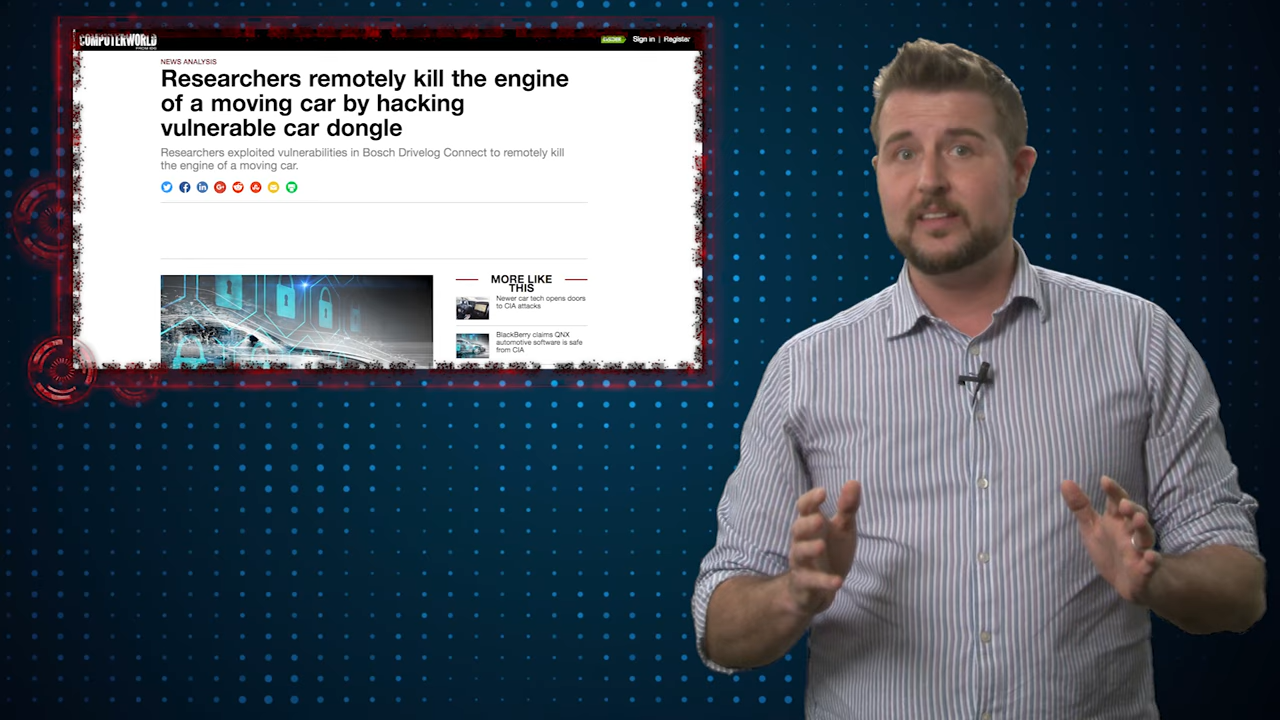 COMPUTERWORLD
FROM IDG
Sign in | Register
NEWS ANALYSIS
Researchers remotely kill the engine
of a moving car by hacking
vulnerable car dongle
Researchers exploited vulnerabilities in Bosch Drivelog Connect to remotely kill
the engine of a moving car.
MORE LIKE
THIS
Newer car tech opens doors
to CIA attacks
BlackBerry claims QNX
automotive software is safe
from CIA